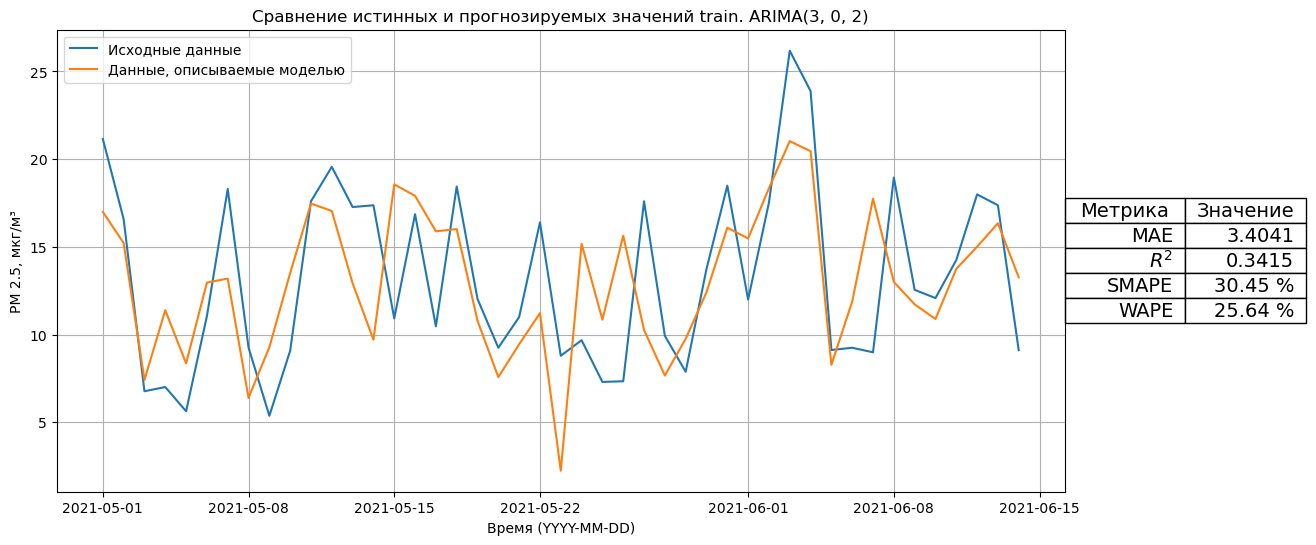 Сравнение истинных и прогнозируемых значений train. ARIMA(3, 0, 2)
Исходные данные
Данные, описываемые моделью
25
20
15
10
5
PM 2.5, мкг/м³
2021-05-01 2021-05-08 2021-05-15 2021-05-22 2021-06-01 2021-06-08 2021-06-15
Время (YYYY-MM-DD)
Метрика Значение
MAE 3.4041
R² 0.3415
SMAPE 30.45 %
WAPE 25.64 %